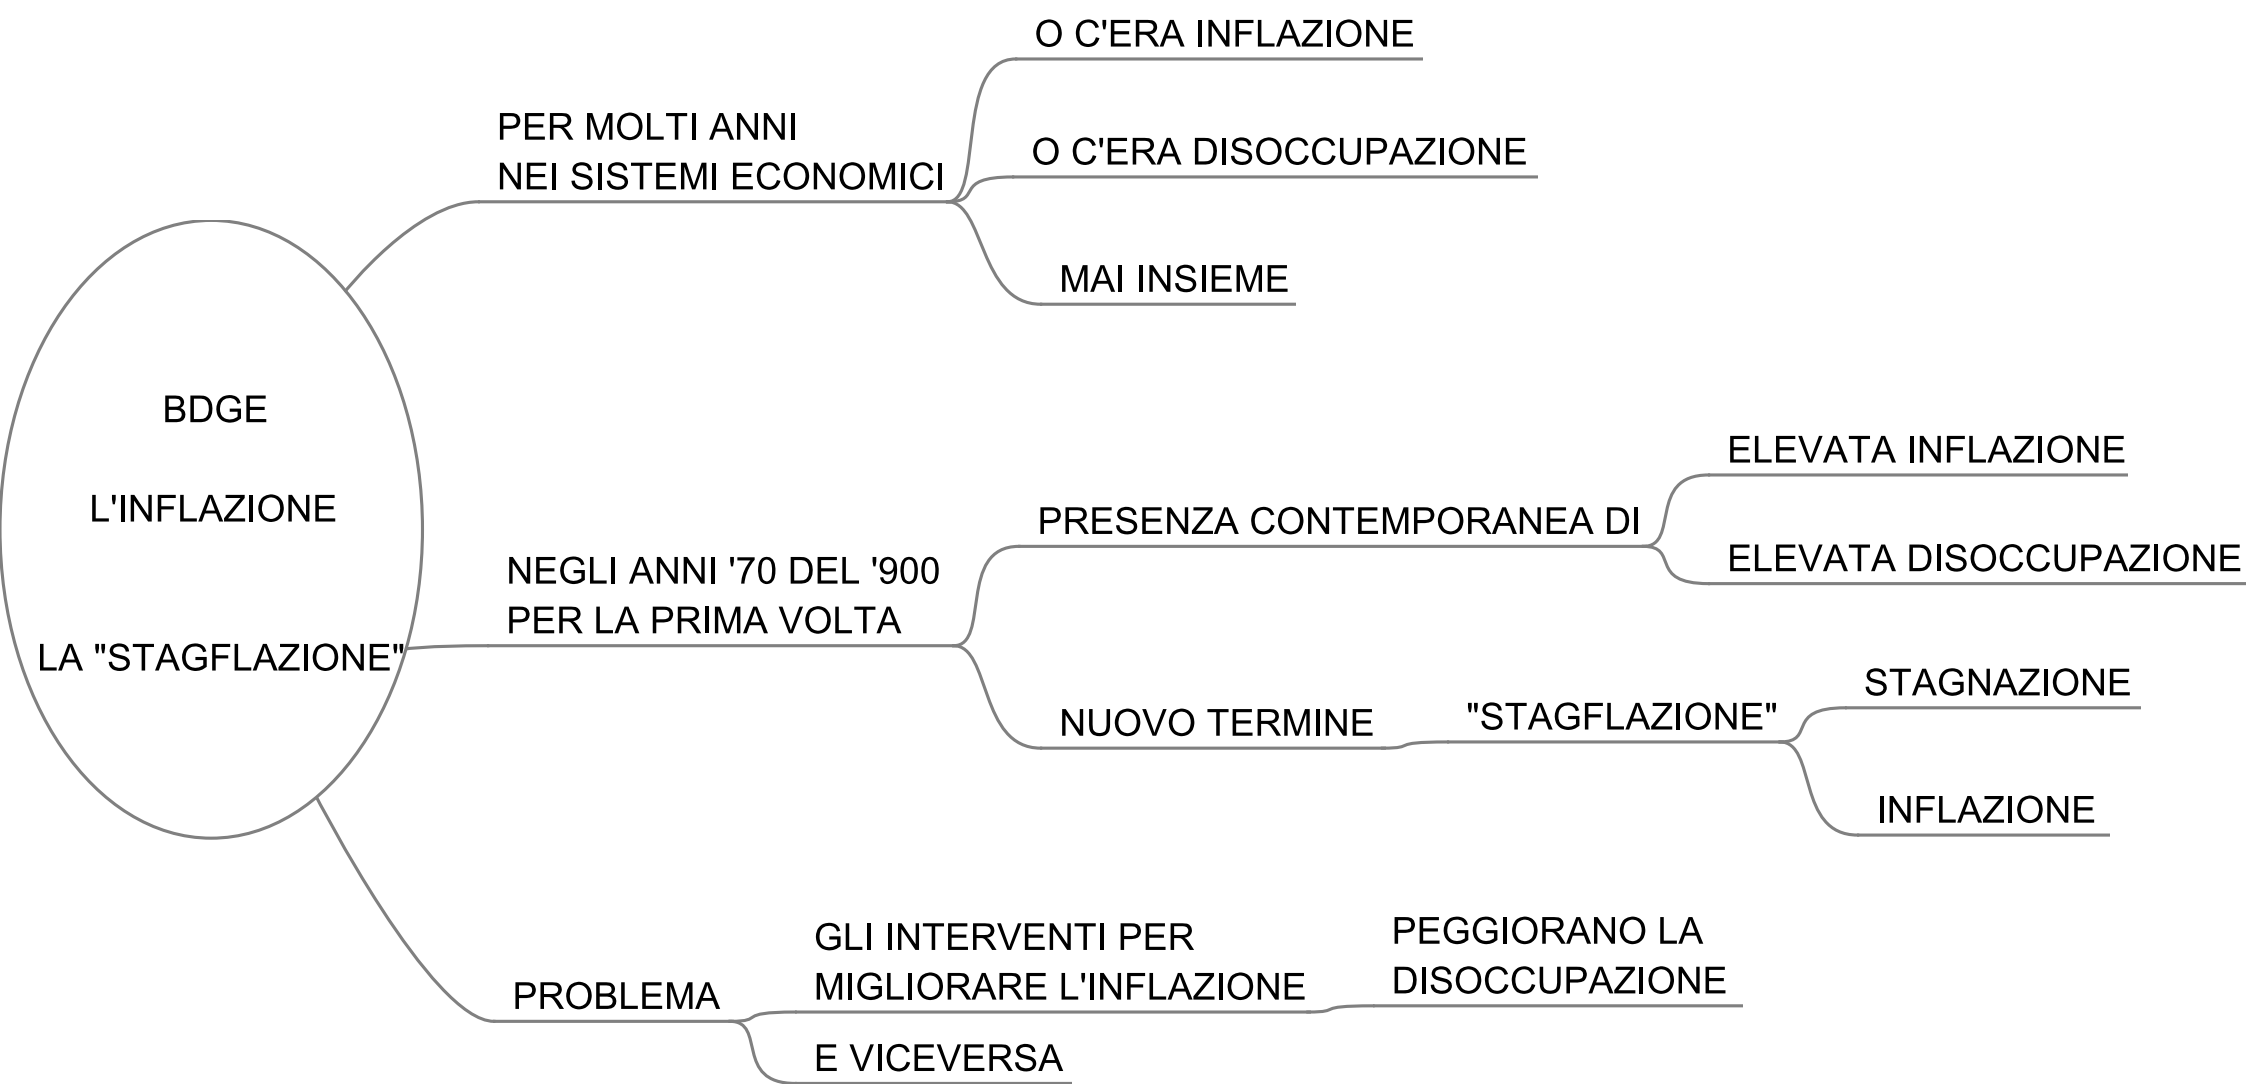 BDGE
L'INFLAZIONE
LA "STAGFLAZIONE"
PER MOLTI ANNI
NEI SISTEMI ECONOMICI
O C'ERA INFLAZIONE
O C'ERA DISOCCUPAZIONE
MAI INSIEME
NEGLI ANNI '70 DEL '900
PER LA PRIMA VOLTA
PRESENZA CONTEMPORANEA DI
ELEVATA INFLAZIONE
ELEVATA DISOCCUPAZIONE
NUOVO TERMINE
"STAGFLAZIONE"
STAGNAZIONE
INFLAZIONE
PROBLEMA
GLI INTERVENTI PER
MIGLIORARE L'INFLAZIONE
PEGGIORANO LA
DISOCCUPAZIONE
E VICEVERSA